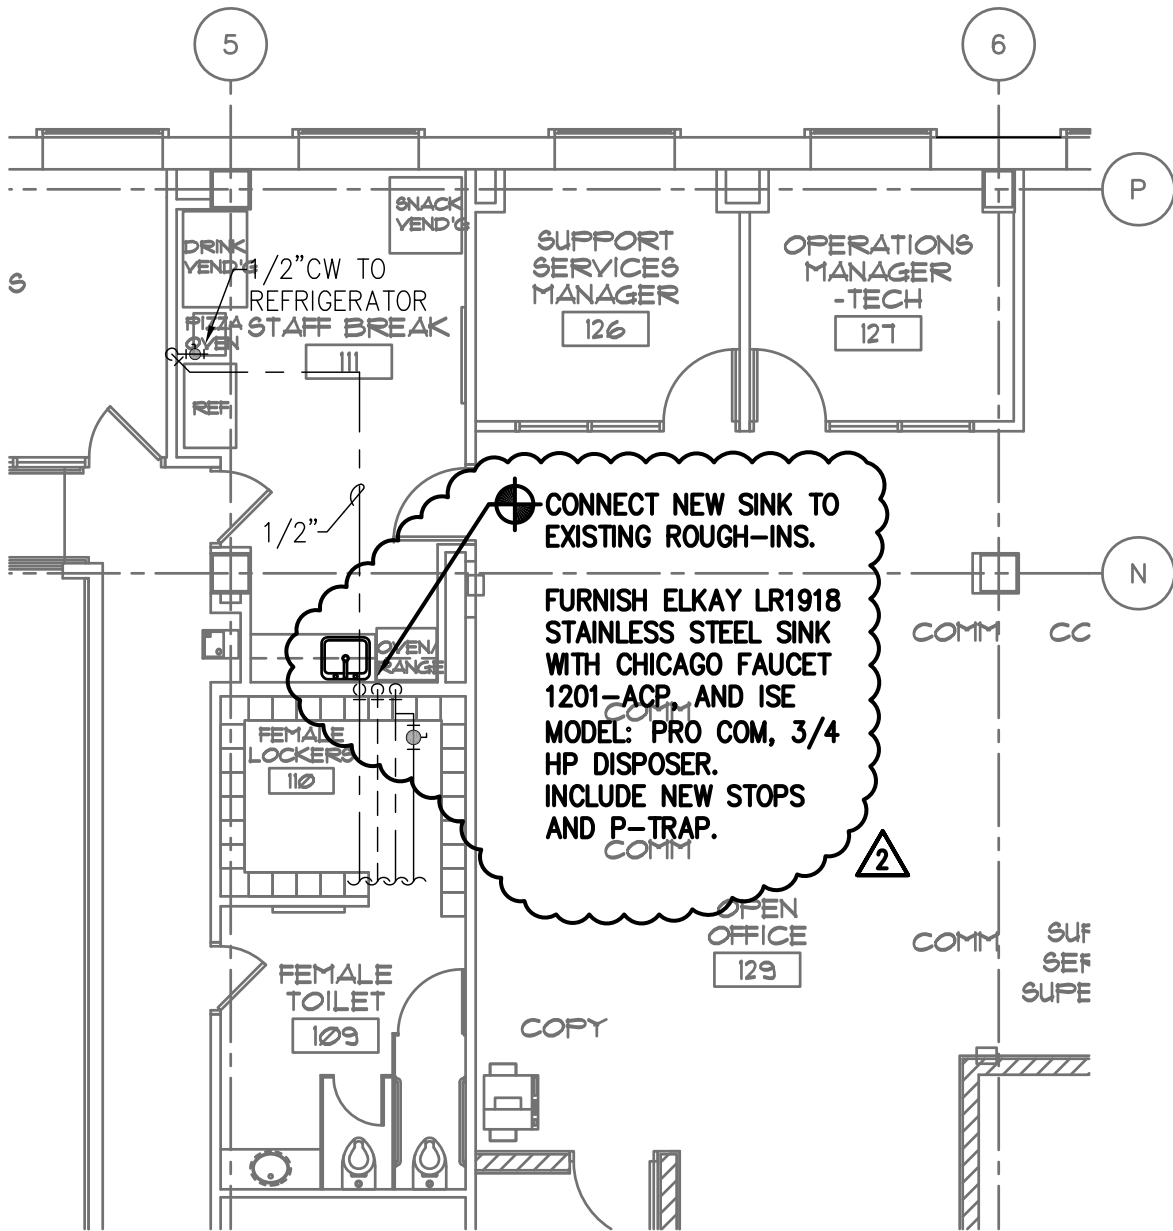 5
6
P
SNACK
VEND'G
DRINK
VEND'G
1/2"CW TO
REFRIGERATOR
PIZZA
OVEN
STAFF BREAK
111
REF
SUPPORT
SERVICES
MANAGER
126
OPERATIONS
MANAGER
-TECH
127
S
1/2"
CONNECT NEW SINK TO
EXISTING ROUGH-INS.
N
FURNISH ELKAY LR1918
STAINLESS STEEL SINK
WITH CHICAGO FAUCET
1201-ACP, AND ISE
MODEL: PRO COM, 3/4
HP DISPOSER.
INCLUDE NEW STOPS
AND P-TRAP.
COMM
CC
OVEN/
RANGE
COMM
FEMALE
LOCKERS
110
COMM
2
OPEN
OFFICE
129
COMM
SUF
SEF
SUPE
FEMALE
TOILET
109
COPY